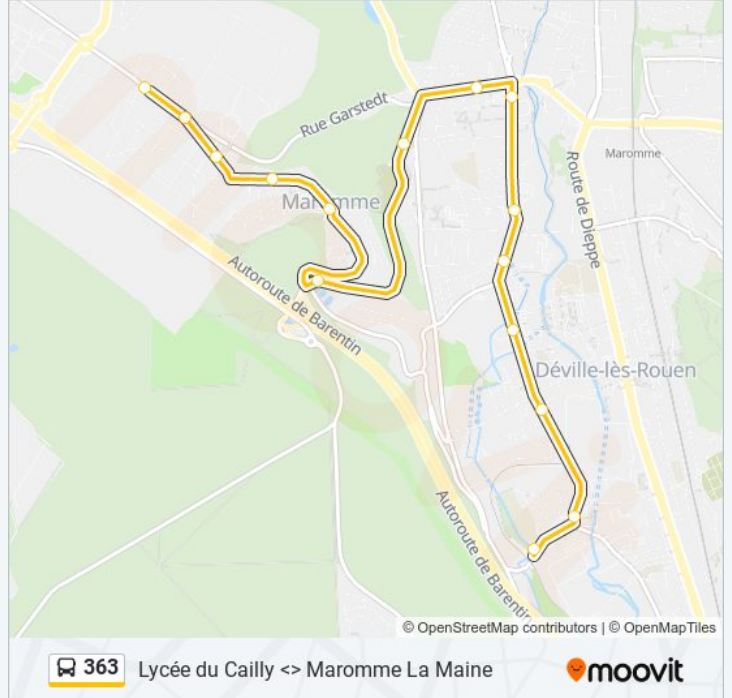 Rue Garstedt
Maromme
Maromme
Route de Dieppe
Autoroute de Barentin
Déville-lès-Rouen
Autoroute de Barentin
© OpenStreetMap contributors | © OpenMapTiles
363 Lycée du Cailly <> Maromme La Maine
moovit